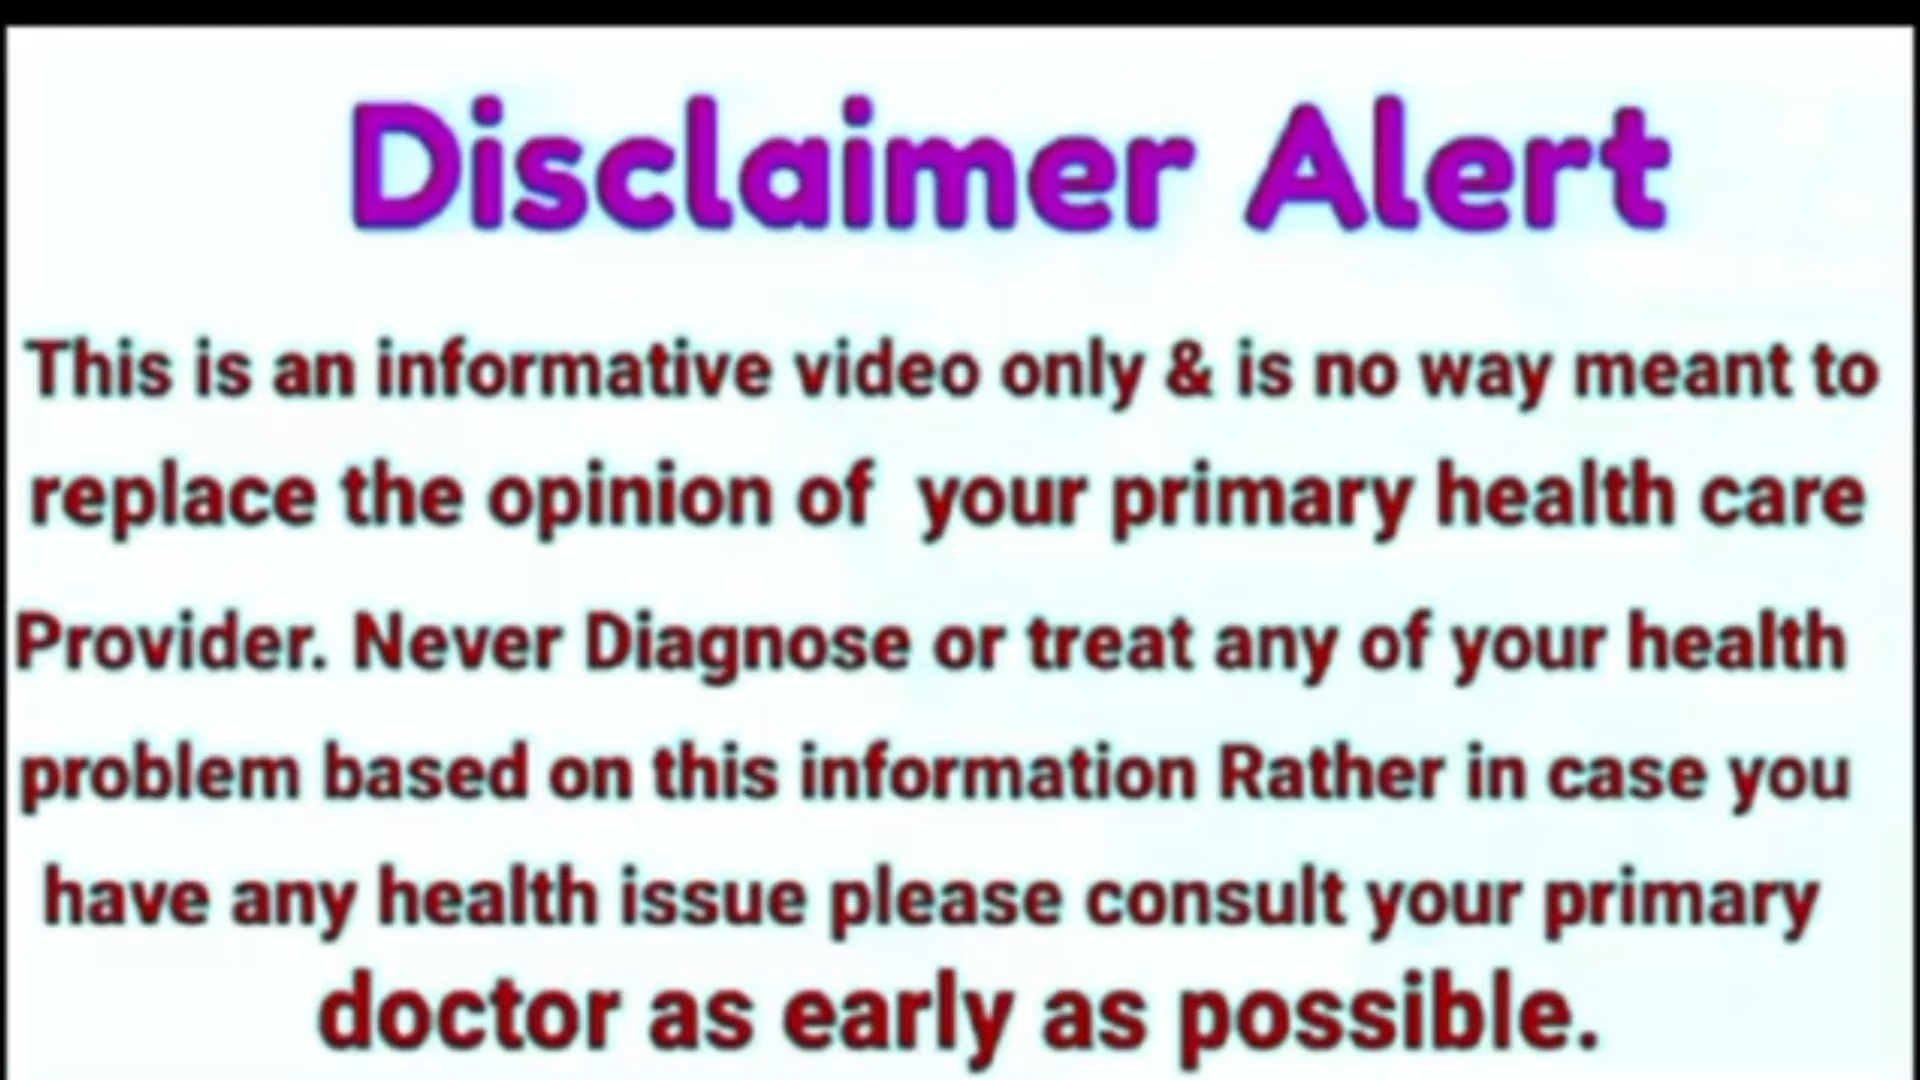 Disclaimer Alert
This is an informative video only & is no way meant to
replace the opinion of your primary health care
Provider. Never Diagnose or treat any of your health
problem based on this information Rather in case you
have any health issue please consult your primary
doctor as early as possible.